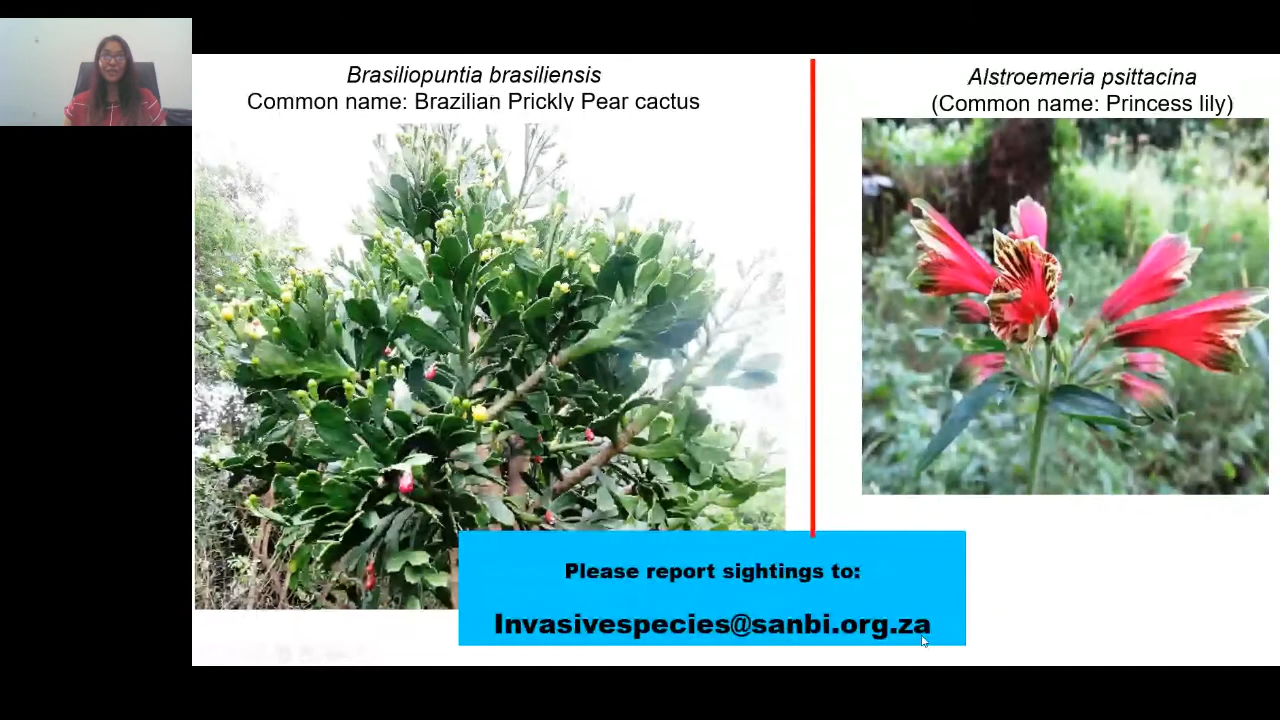 Brasiliopuntia brasiliensis
Common name: Brazilian Prickly Pear cactus
Alstroemeria psittacina
(Common name: Princess lily)
Please report sightings to:
Invasivespecies@sanbi.org.za